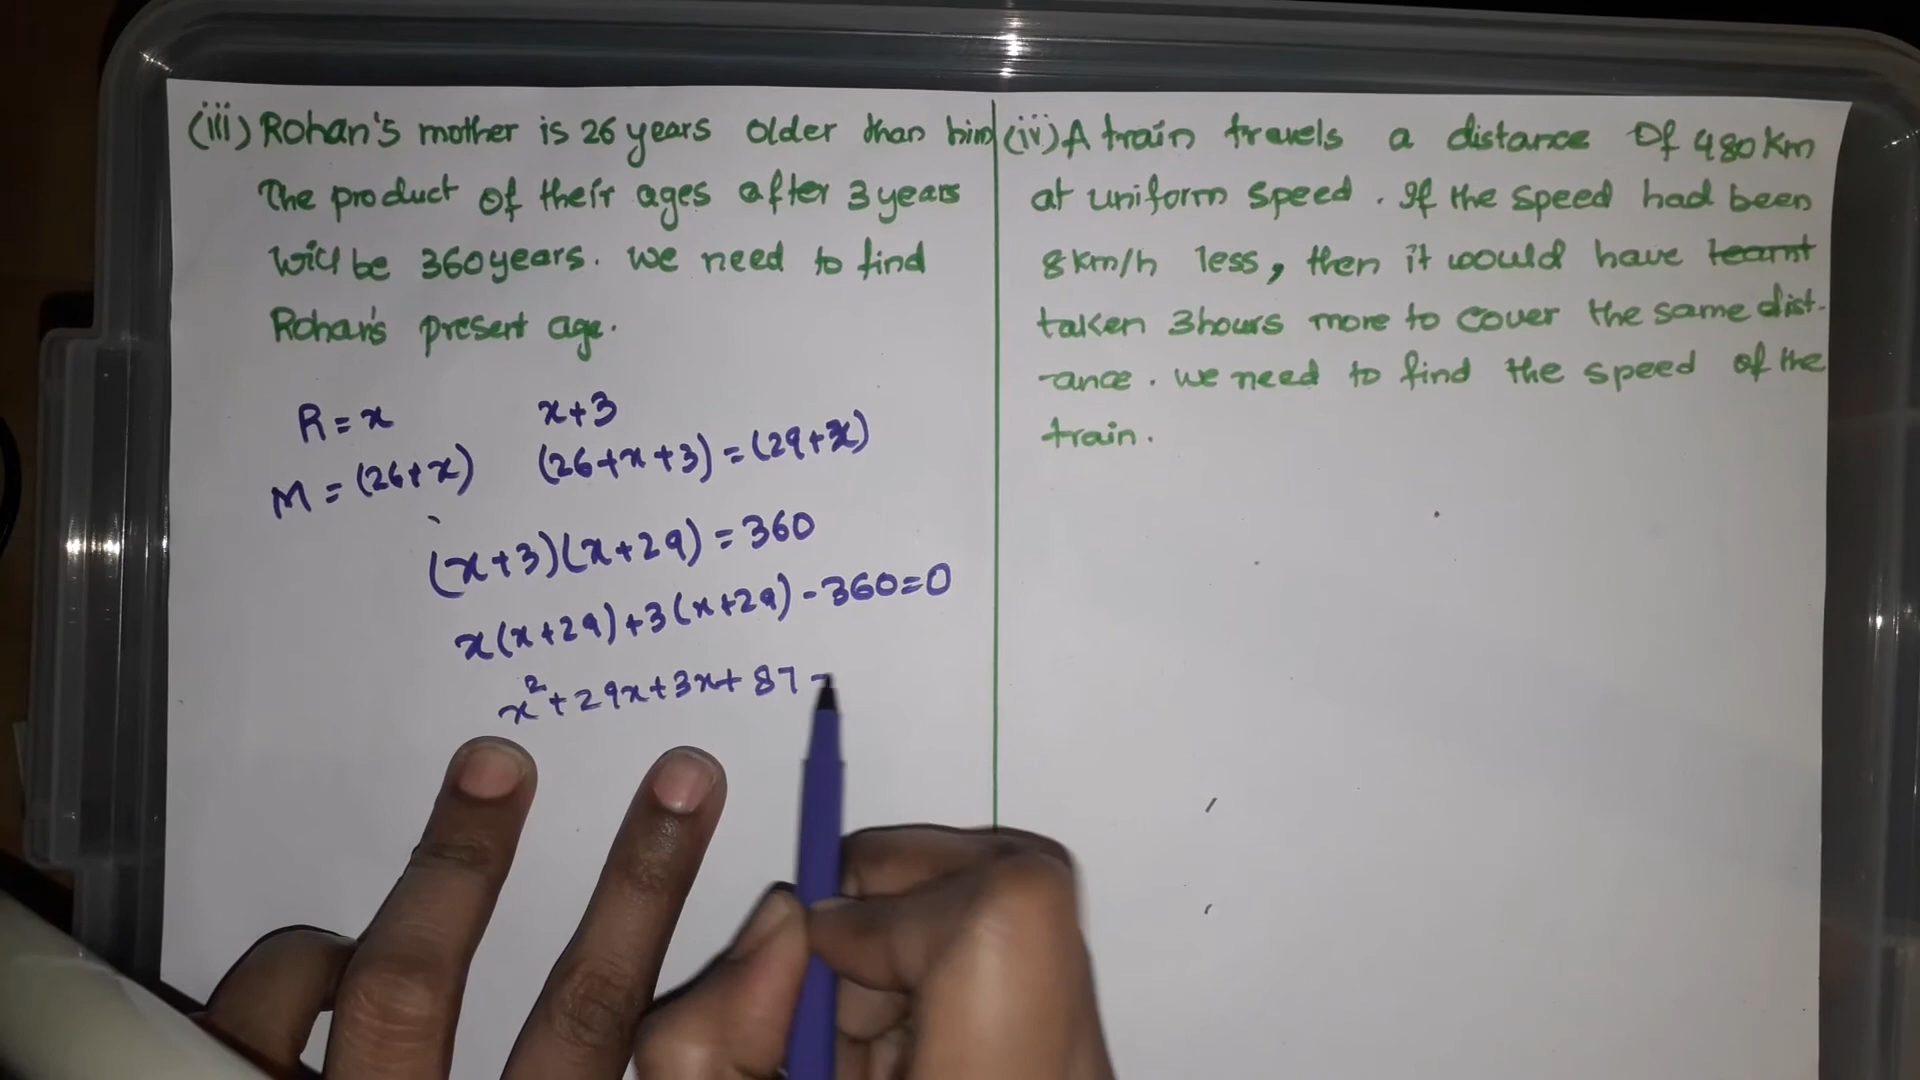 (iii) Rohan's mother is 26 years older than him
The product of their ages after 3 years
will be 360 years. we need to find
Rohan's present age.
R = x x+3
M = (26+x) (26+x+3) = (29+x)
(x+3)(x+29) = 360
x(x+29)+3(x+29)-360=0
x²+29x+3x+87 -
(iv) A train travels a distance of 480 Km
at uniform speed. If the speed had been
8 km/h less, then it would have
taken 3 hours more to cover the same dist-
-ance. we need to find the speed of the
train.